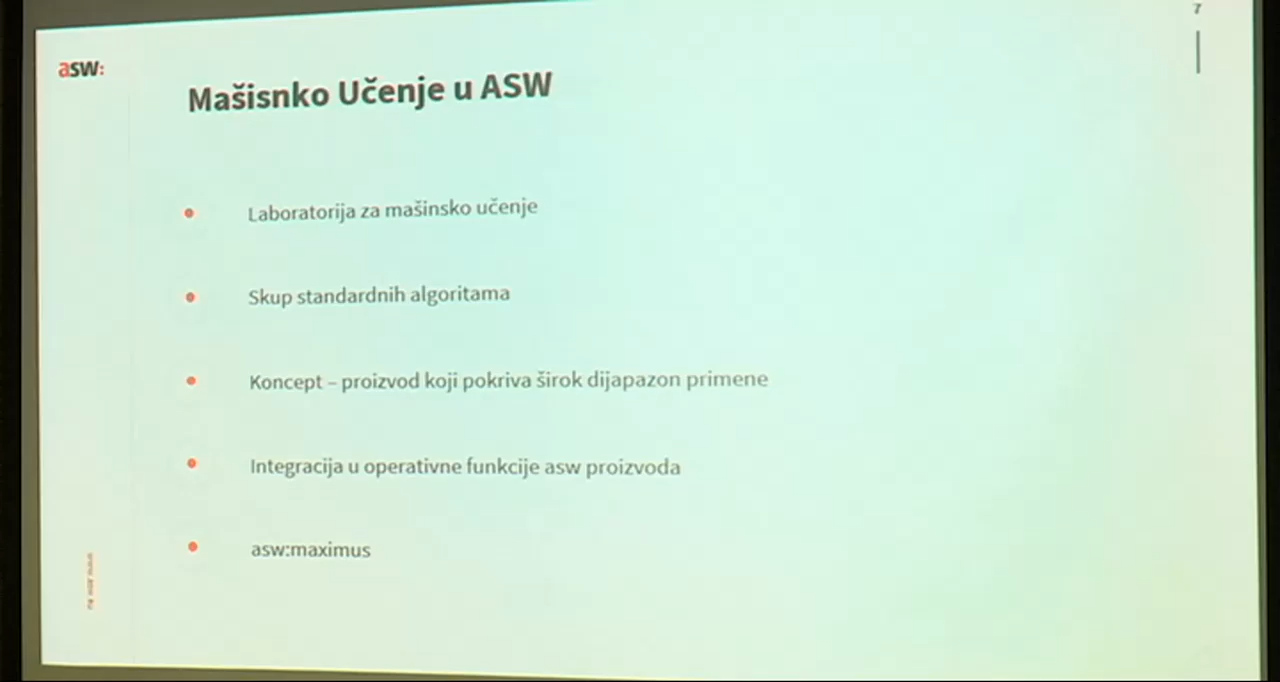 7
asw:
Mašisnko Učenje u ASW
Laboratorija za mašinsko učenje
Skup standardnih algoritama
Koncept – proizvod koji pokriva širok dijapazon primene
Integracija u operativne funkcije asw proizvoda
asw:maximus